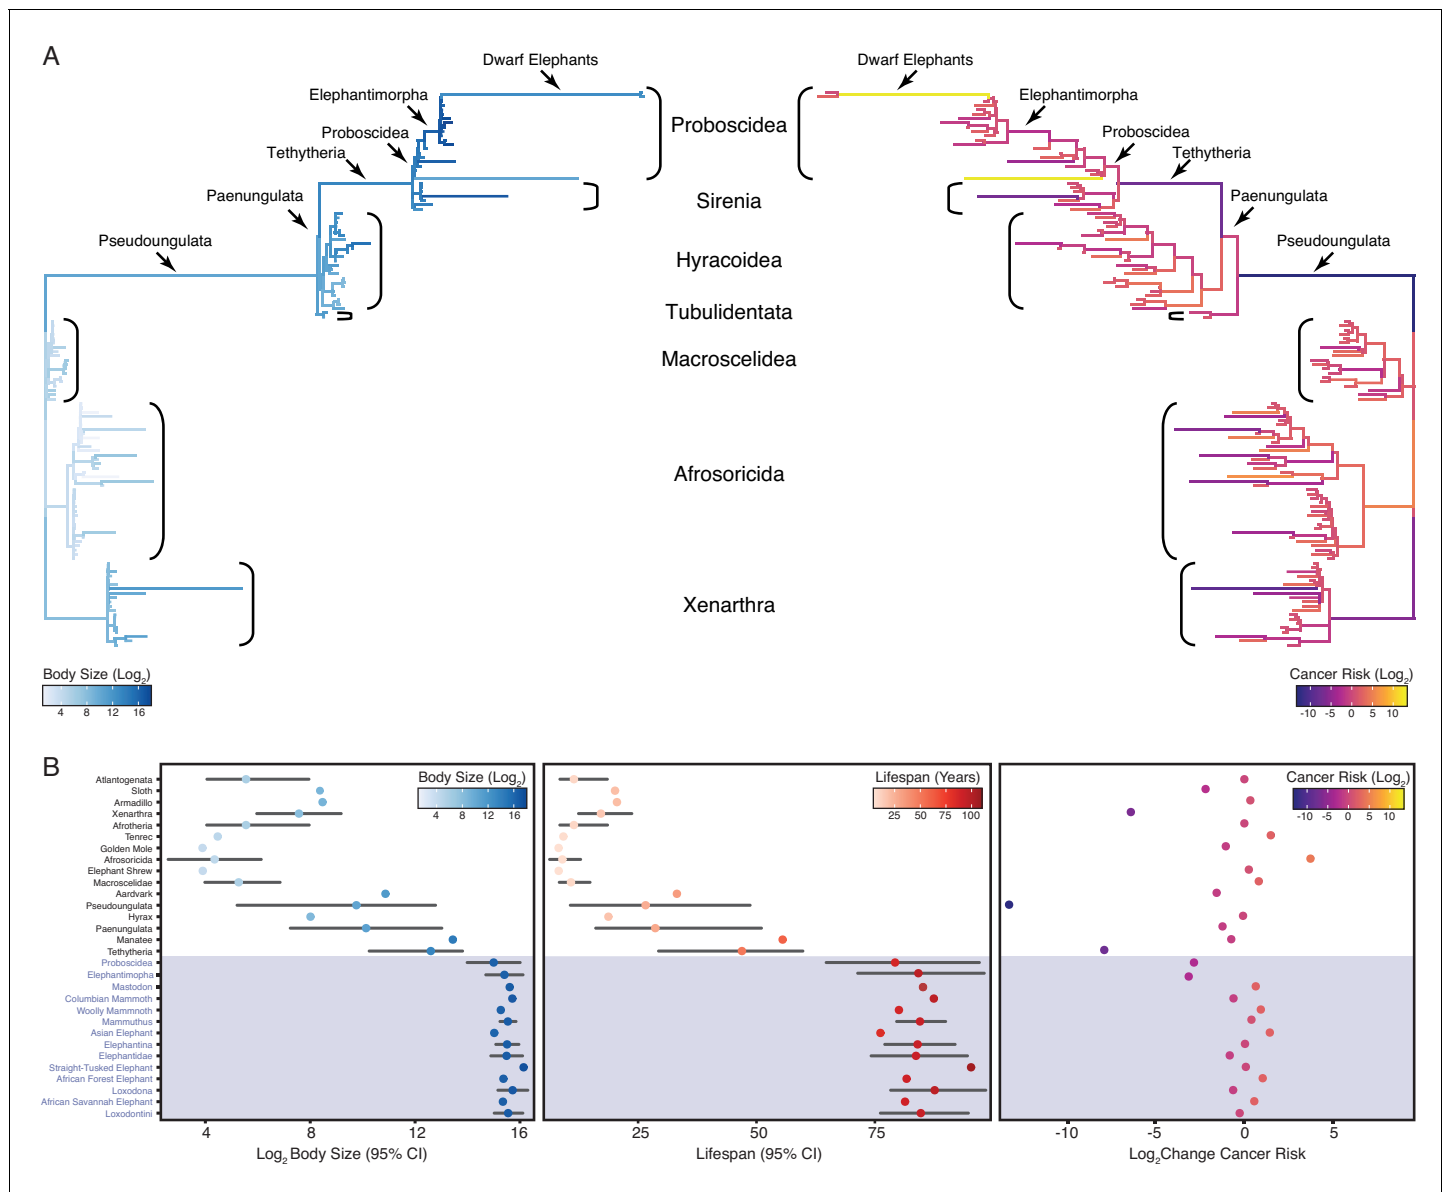 A
Dwarf Elephants
Dwarf Elephants
Elephantimorpha
Elephantimorpha
Proboscidea
Proboscidea
Proboscidea
Tethytheria
Tethytheria
Paenungulata
Sirenia
Paenungulata
Pseudoungulata
Pseudoungulata
Hyracoidea
Tubulidentata
Macroscelidea
Afrosoricida
Xenarthra
Body Size (Log2)
4 8 12 16
Cancer Risk (Log2)
-10 -5 0 5 10
B
Atlantogenata
Sloth
Armadillo
Xenarthra
Afrotheria
Tenrec
Golden Mole
Afrosoricida
Elephant Shrew
Macroscelidae
Aardvark
Pseudoungulata
Hyrax
Paenungulata
Manatee
Tethytheria
Proboscidea
Elephantimopha
Mastodon
Columbian Mammoth
Woolly Mammnoth
Mammuthus
Asian Elephant
Elephantina
Elephantidae
Straight-Tusked Elephant
African Forest Elephant
Loxodona
African Savannah Elephant
Loxodontini
Body Size (Log2)
4 8 12 16
4 8 12 16
Log2 Body Size (95% CI)
Lifespan (Years)
25 50 75 100
25 50 75
Lifespan (95% CI)
Cancer Risk (Log2)
-10 -5 0 5 10
-10 -5 0 5
Log2Change Cancer Risk